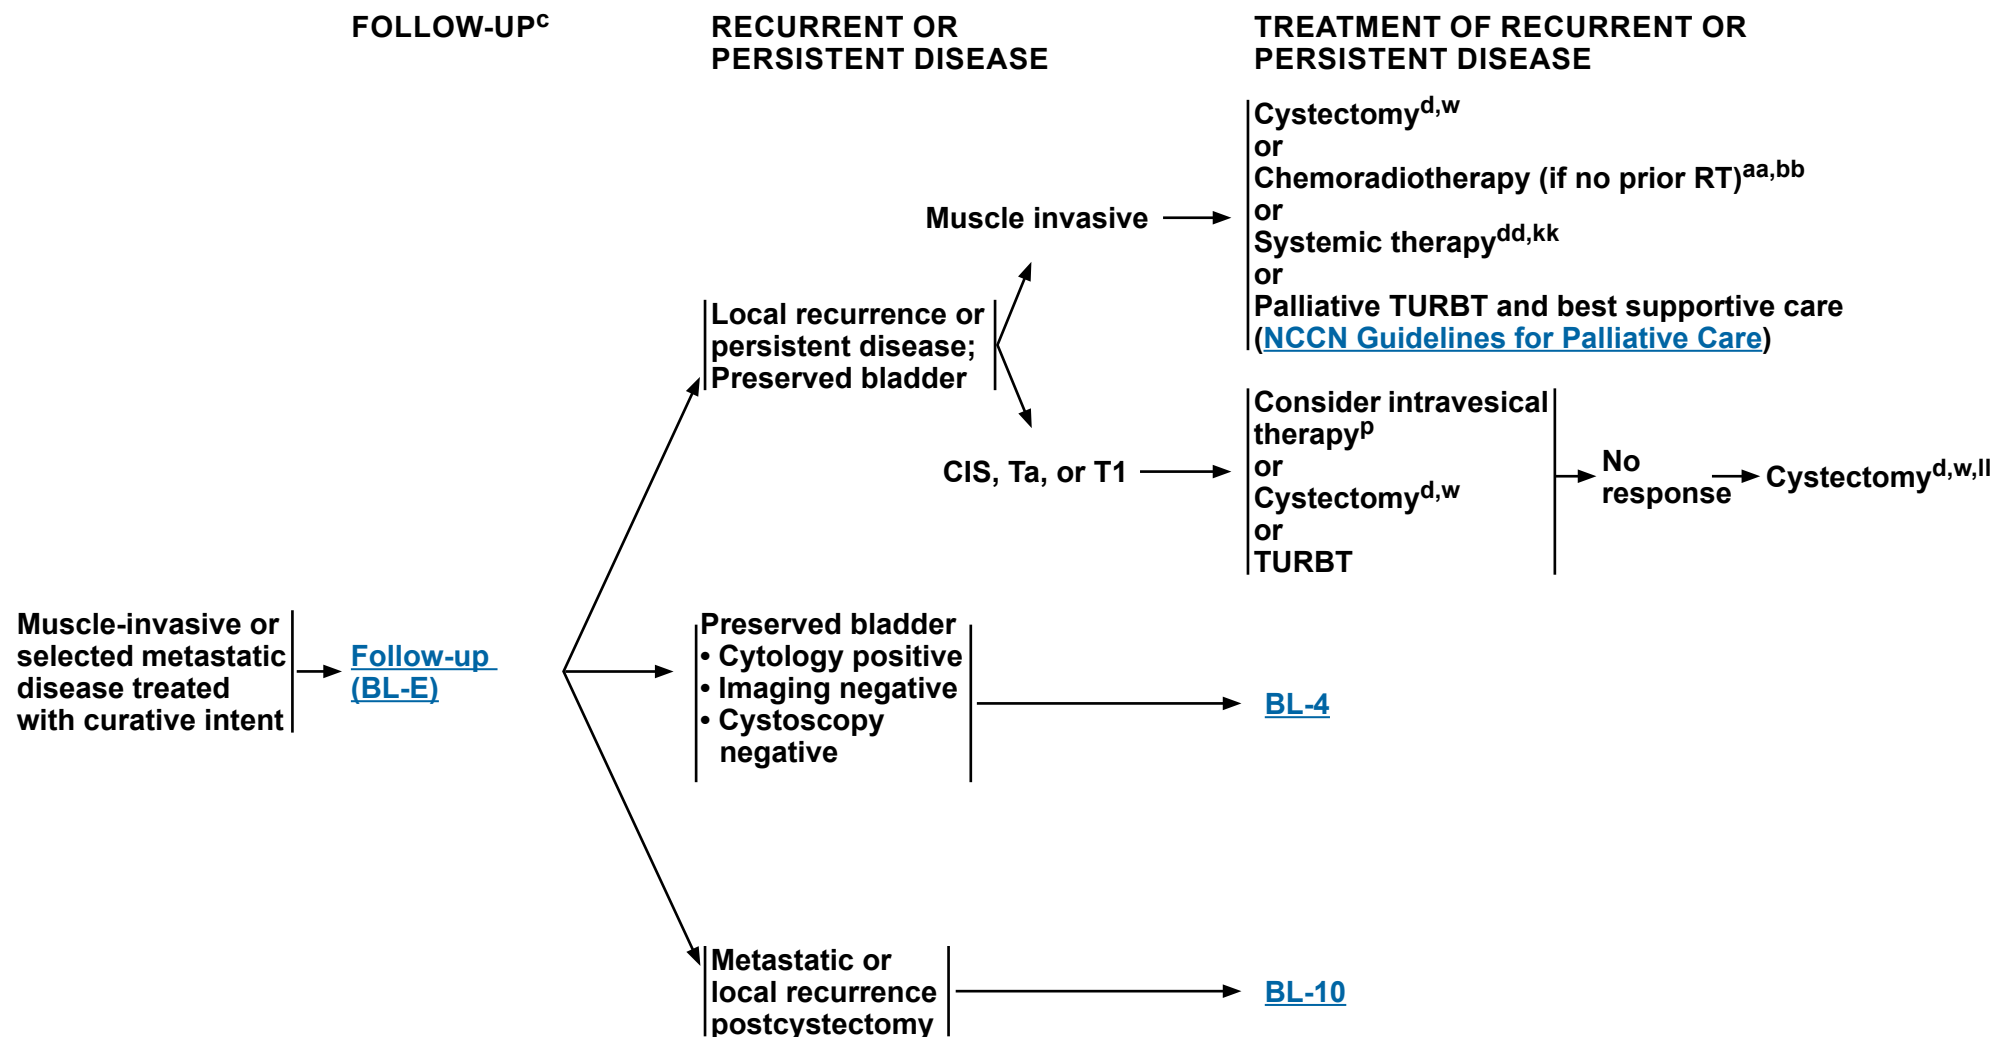 FOLLOW-UPc
RECURRENT OR
PERSISTENT DISEASE
TREATMENT OF RECURRENT OR
PERSISTENT DISEASE
Muscle-invasive or
selected metastatic
disease treated
with curative intent
Follow-up
(BL-E)
Local recurrence or
persistent disease;
Preserved bladder
Muscle invasive
Cystectomyd,w
or
Chemoradiotherapy (if no prior RT)aa,bb
or
Systemic therapydd,kk
or
Palliative TURBT and best supportive care
(NCCN Guidelines for Palliative Care)
CIS, Ta, or T1
Consider intravesical
therapyp
or
Cystectomyd,w
or
TURBT
No
response
Cystectomyd,w,ll
Preserved bladder
• Cytology positive
• Imaging negative
• Cystoscopy
negative
BL-4
Metastatic or
local recurrence
postcystectomy
BL-10